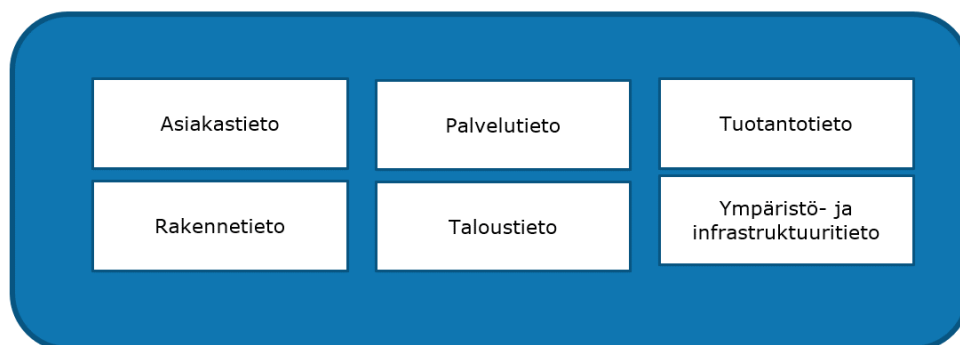 Asiakastieto
Palvelutieto
Tuotantotieto
Rakennetieto
Taloustieto
Ympäristö- ja
infrastruktuuritieto